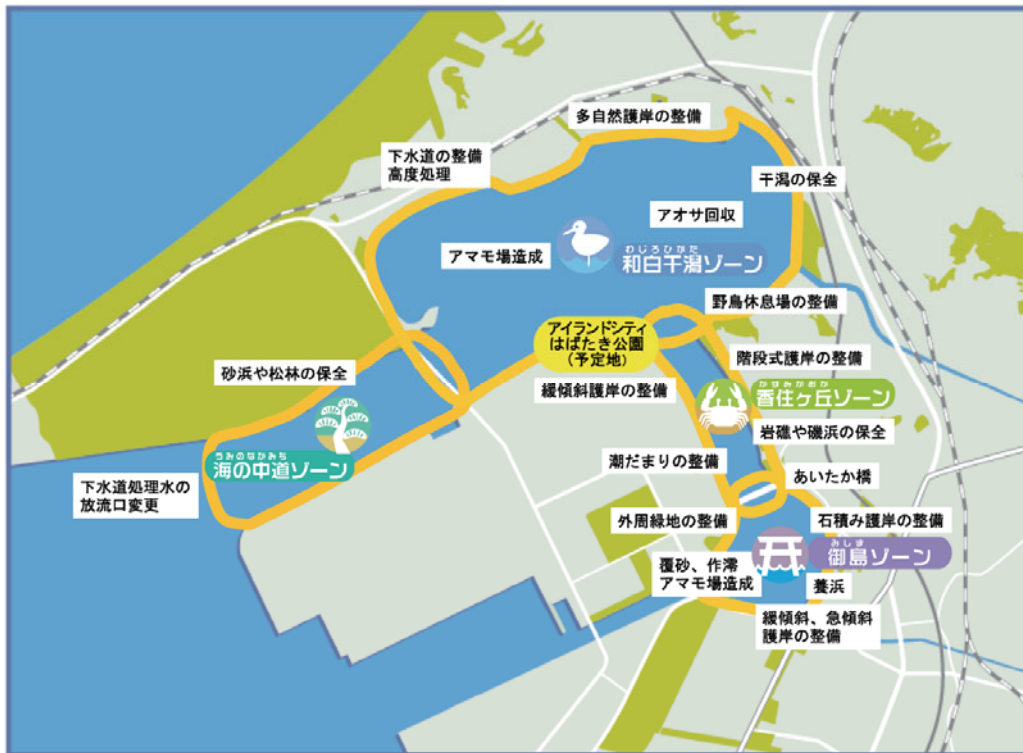 多自然護岸の整備
下水道の整備
高度処理
干潟の保全
アオサ回収
アマモ場造成
わじろひがた
和白干潟ゾーン
野鳥休息場の整備
アイランドシティ
はばたき公園
（予定地）
階段式護岸の整備
砂浜や松林の保全
緩傾斜護岸の整備
かすみがおか
香住ヶ丘ゾーン
岩礁や磯浜の保全
うみのなかみち
海の中道ゾーン
潮だまりの整備
あいたか橋
下水道処理水の
放流口変更
外周緑地の整備
石積み護岸の整備
みしま
御島ゾーン
覆砂、作澪
アマモ場造成
養浜
緩傾斜、急傾斜
護岸の整備